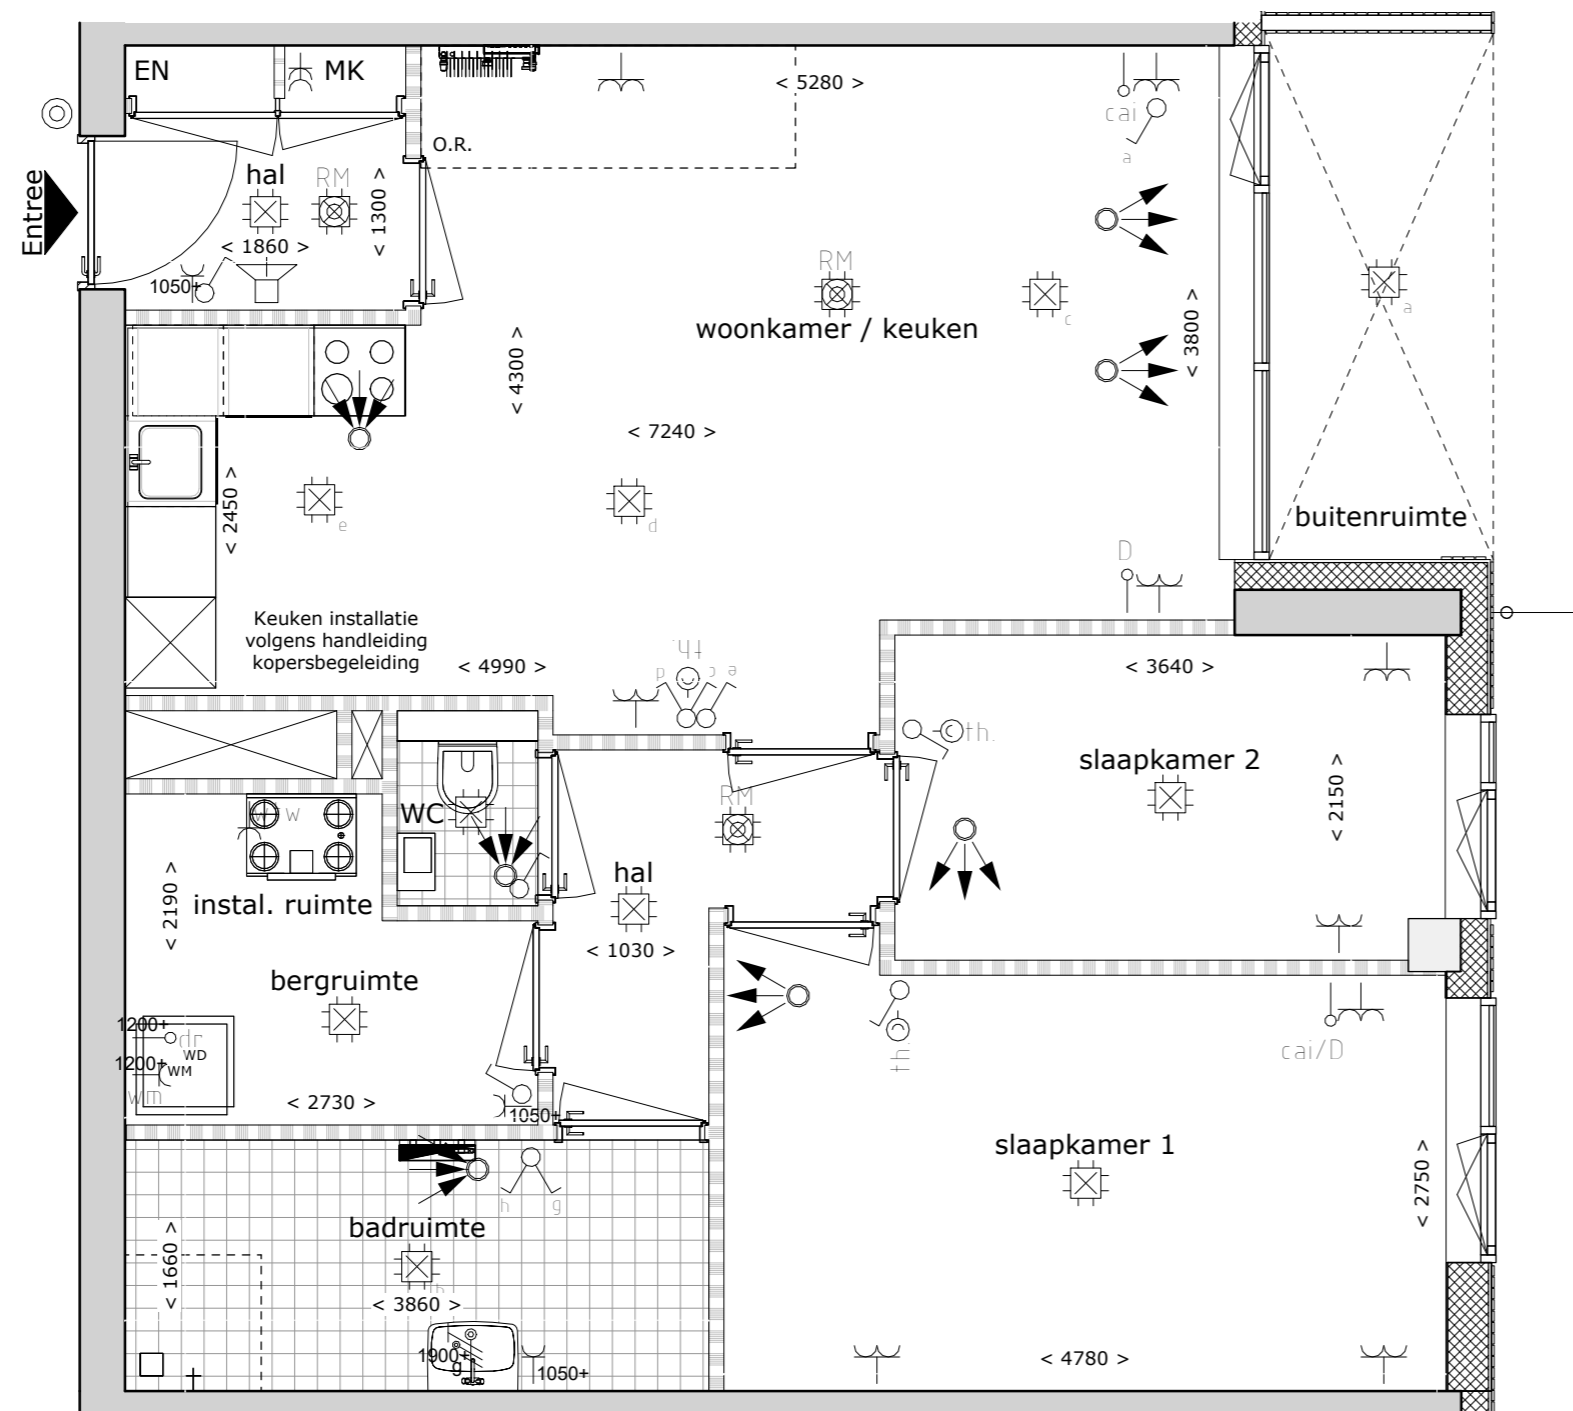 EN
MK
< 5280 >
cai
a
O.R.
Entree
hal
RM
< 1300 >
< 1860 >
1050+
RM
c
a
woonkamer / keuken
< 3800 >
< 4300 >
< 7240 >
< 2450 >
e
d
buitenruimte
D
Keuken installatie
volgens handleiding
kopersbegeleiding
< 4990 >
a
< 3640 >
th.
slaapkamer 2
RM
WC
W
< 2150 >
hal
< 2190 >
instal. ruimte
< 1030 >
bergruimte
1200+
dr
WD
1200+
WM
wm
th.
cai/D
< 2730 >
1050+
slaapkamer 1
h
g
< 2750 >
badruimte
< 1660 >
< 3860 >
1900+
g
1050+
< 4780 >